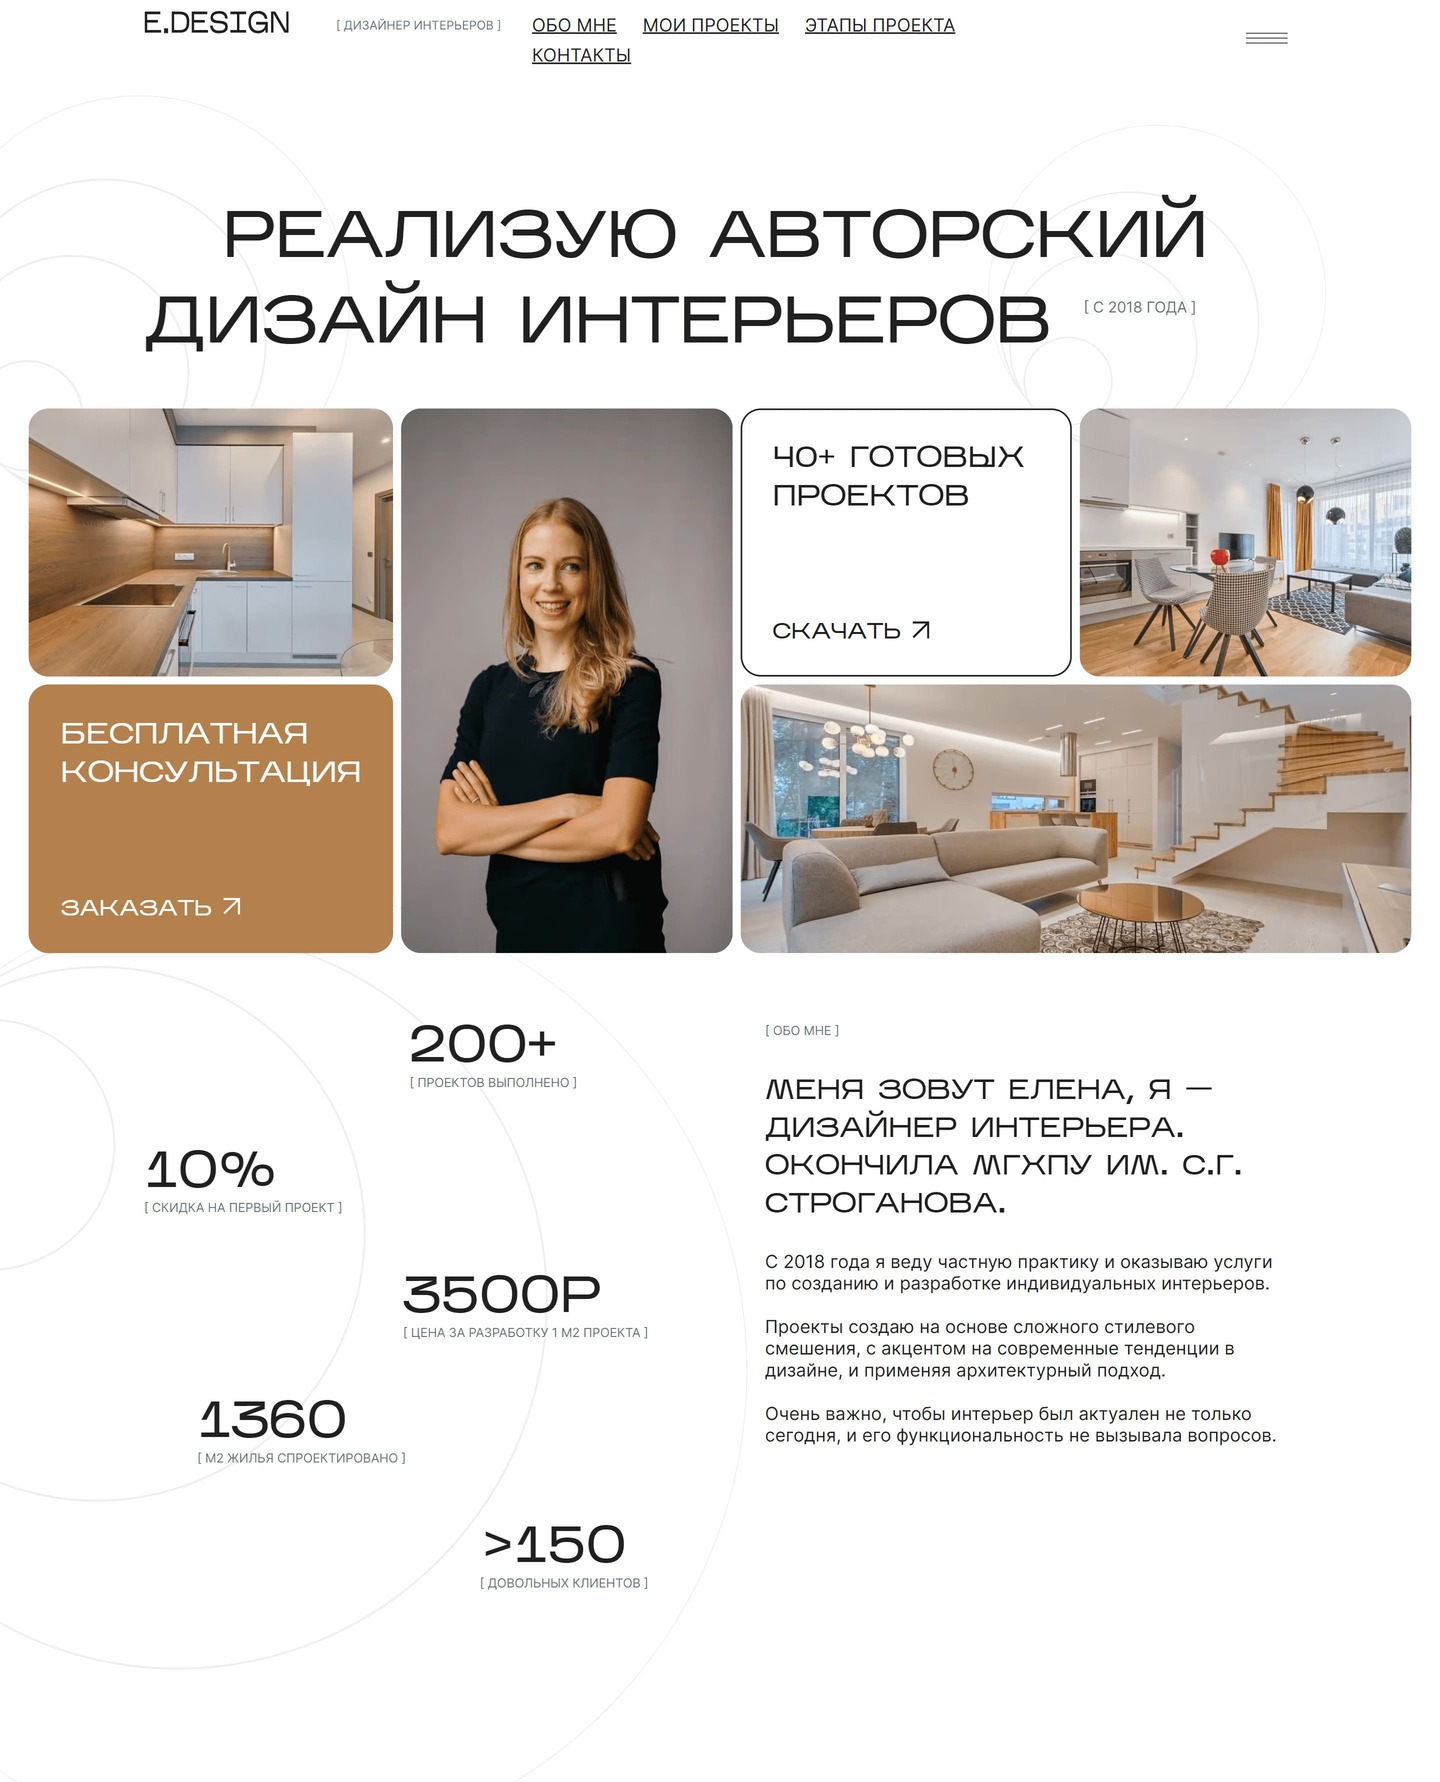 E.DESIGN
[ ДИЗАЙНЕР ИНТЕРЬЕРОВ ]
ОБО МНЕ МОИ ПРОЕКТЫ ЭТАПЫ ПРОЕКТА
КОНТАКТЫ
РЕАЛИЗУЮ АВТОРСКИЙ
ДИЗАЙН ИНТЕРЬЕРОВ
[ С 2018 ГОДА ]
40+ ГОТОВЫХ
ПРОЕКТОВ
СКАЧАТЬ
БЕСПЛАТНАЯ
КОНСУЛЬТАЦИЯ
ЗАКАЗАТЬ
200+
[ ПРОЕКТОВ ВЫПОЛНЕНО ]
10%
[ СКИДКА НА ПЕРВЫЙ ПРОЕКТ ]
3500Р
[ ЦЕНА ЗА РАЗРАБОТКУ 1 М2 ПРОЕКТА ]
1360
[ М2 ЖИЛЬЯ СПРОЕКТИРОВАНО ]
>150
[ ДОВОЛЬНЫХ КЛИЕНТОВ ]
[ ОБО МНЕ ]
МЕНЯ ЗОВУТ ЕЛЕНА, Я —
ДИЗАЙНЕР ИНТЕРЬЕРА.
ОКОНЧИЛА МГХПУ ИМ. С.Г.
СТРОГАНОВА.
С 2018 года я веду частную практику и оказываю услуги
по созданию и разработке индивидуальных интерьеров.
Проекты создаю на основе сложного стилевого
смешения, с акцентом на современные тенденции в
дизайне, и применяя архитектурный подход.
Очень важно, чтобы интерьер был актуален не только
сегодня, и его функциональность не вызывала вопросов.